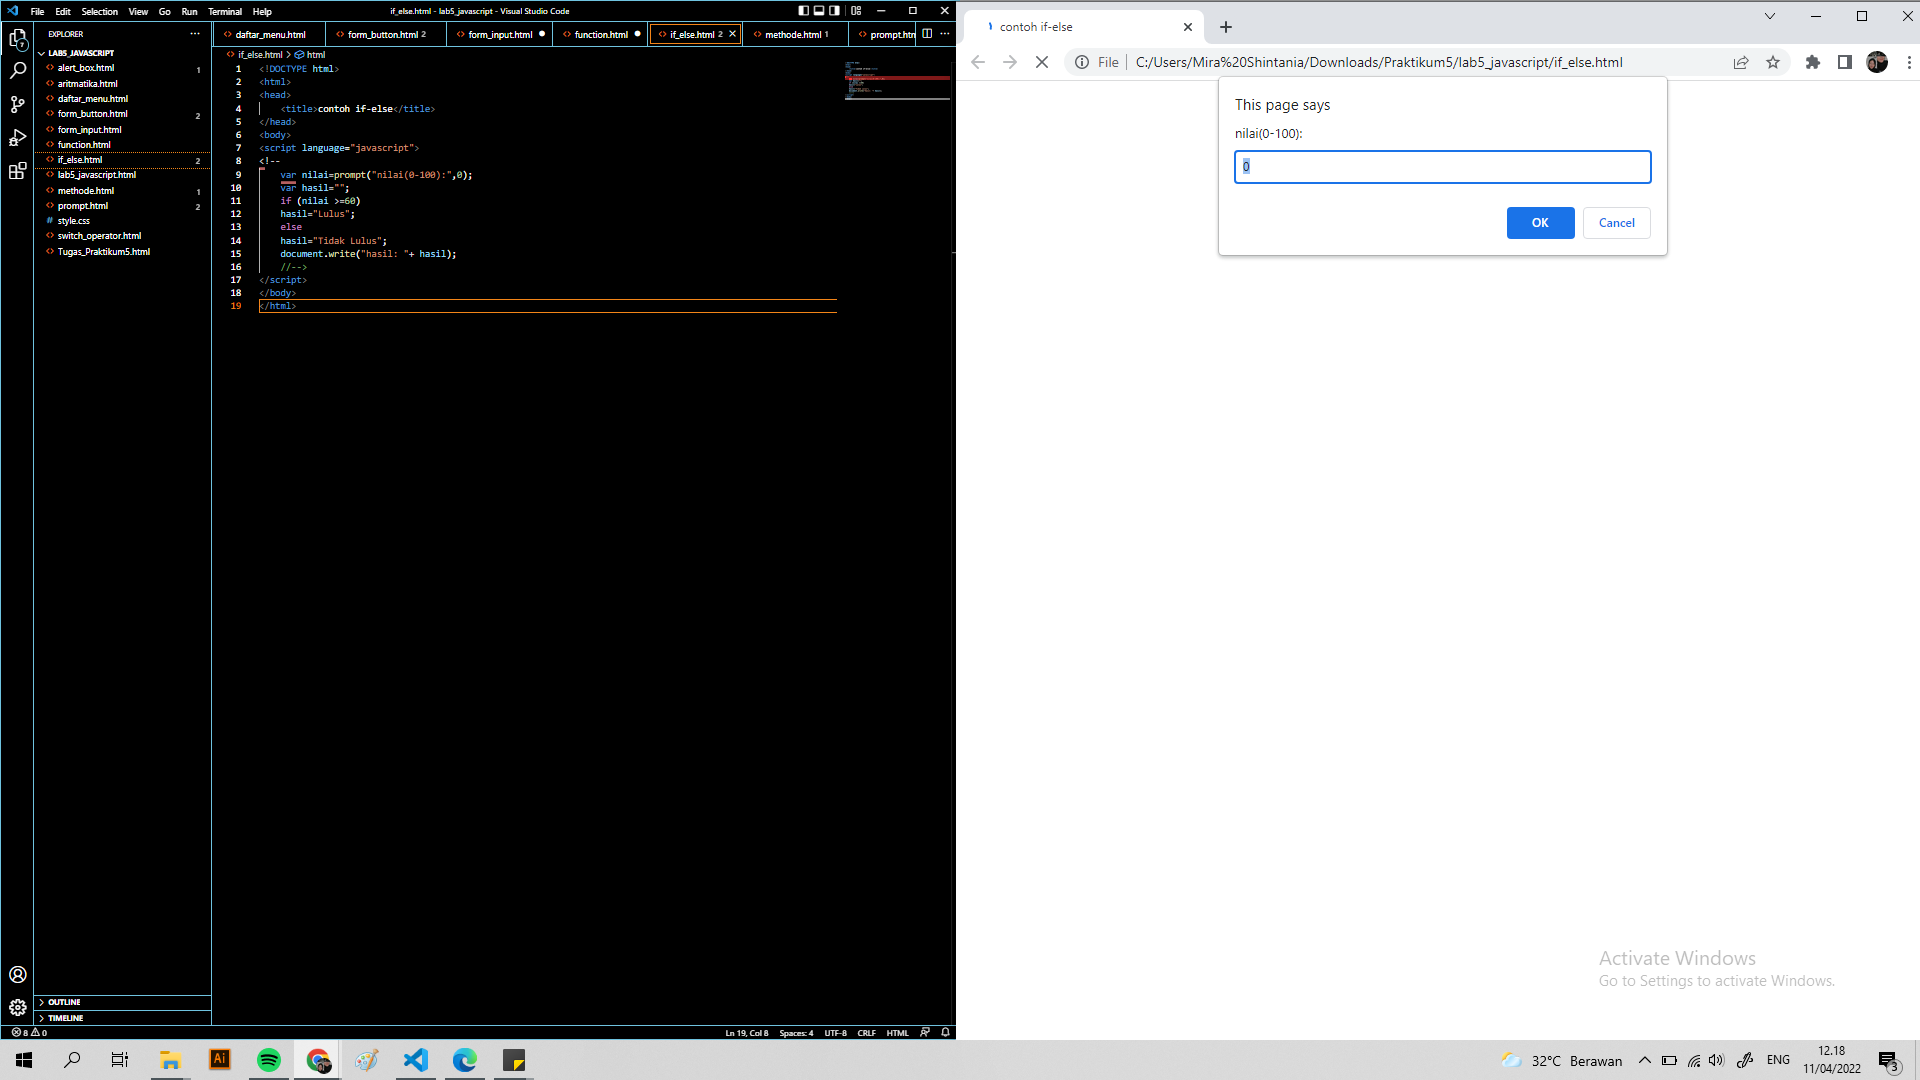 File Edit Selection View Go Run Terminal Help
if_else.html - lab5_javascript - Visual Studio Code
EXPLORER
7
LAB5_JAVASCRIPT
alert_box.html 1
aritmatika.html
daftar_menu.html
form_button.html 2
form_input.html
function.html
if_else.html 2
lab5_javascript.html
methode.html 1
prompt.html 2
style.css
switch_operator.html
Tugas_Praktikum5.html
OUTLINE
TIMELINE
daftar_menu.html form_button.html 2 form_input.html function.html if_else.html 2 methode.html 1 prompt.htm
if_else.html > html
1 <!DOCTYPE html>
2 <html>
3 <head>
4 <title>contoh if-else</title>
5 </head>
6 <body>
7 <script language="javascript">
8 <!--
9 var nilai=prompt("nilai(0-100):",0);
10 var hasil="";
11 if (nilai >=60)
12 hasil="Lulus";
13 else
14 hasil="Tidak Lulus";
15 document.write("hasil: "+ hasil);
16 //-->
17 </script>
18 </body>
19 </html>
8 0
Ln 19, Col 8 Spaces: 4 UTF-8 CRLF HTML
contoh if-else
File C:/Users/Mira%20Shintania/Downloads/Praktikum5/lab5_javascript/if_else.html
This page says
nilai(0-100):
0
OK Cancel
Activate Windows
Go to Settings to activate Windows.
Ai
32°C Berawan
ENG
12.18
11/04/2022
3